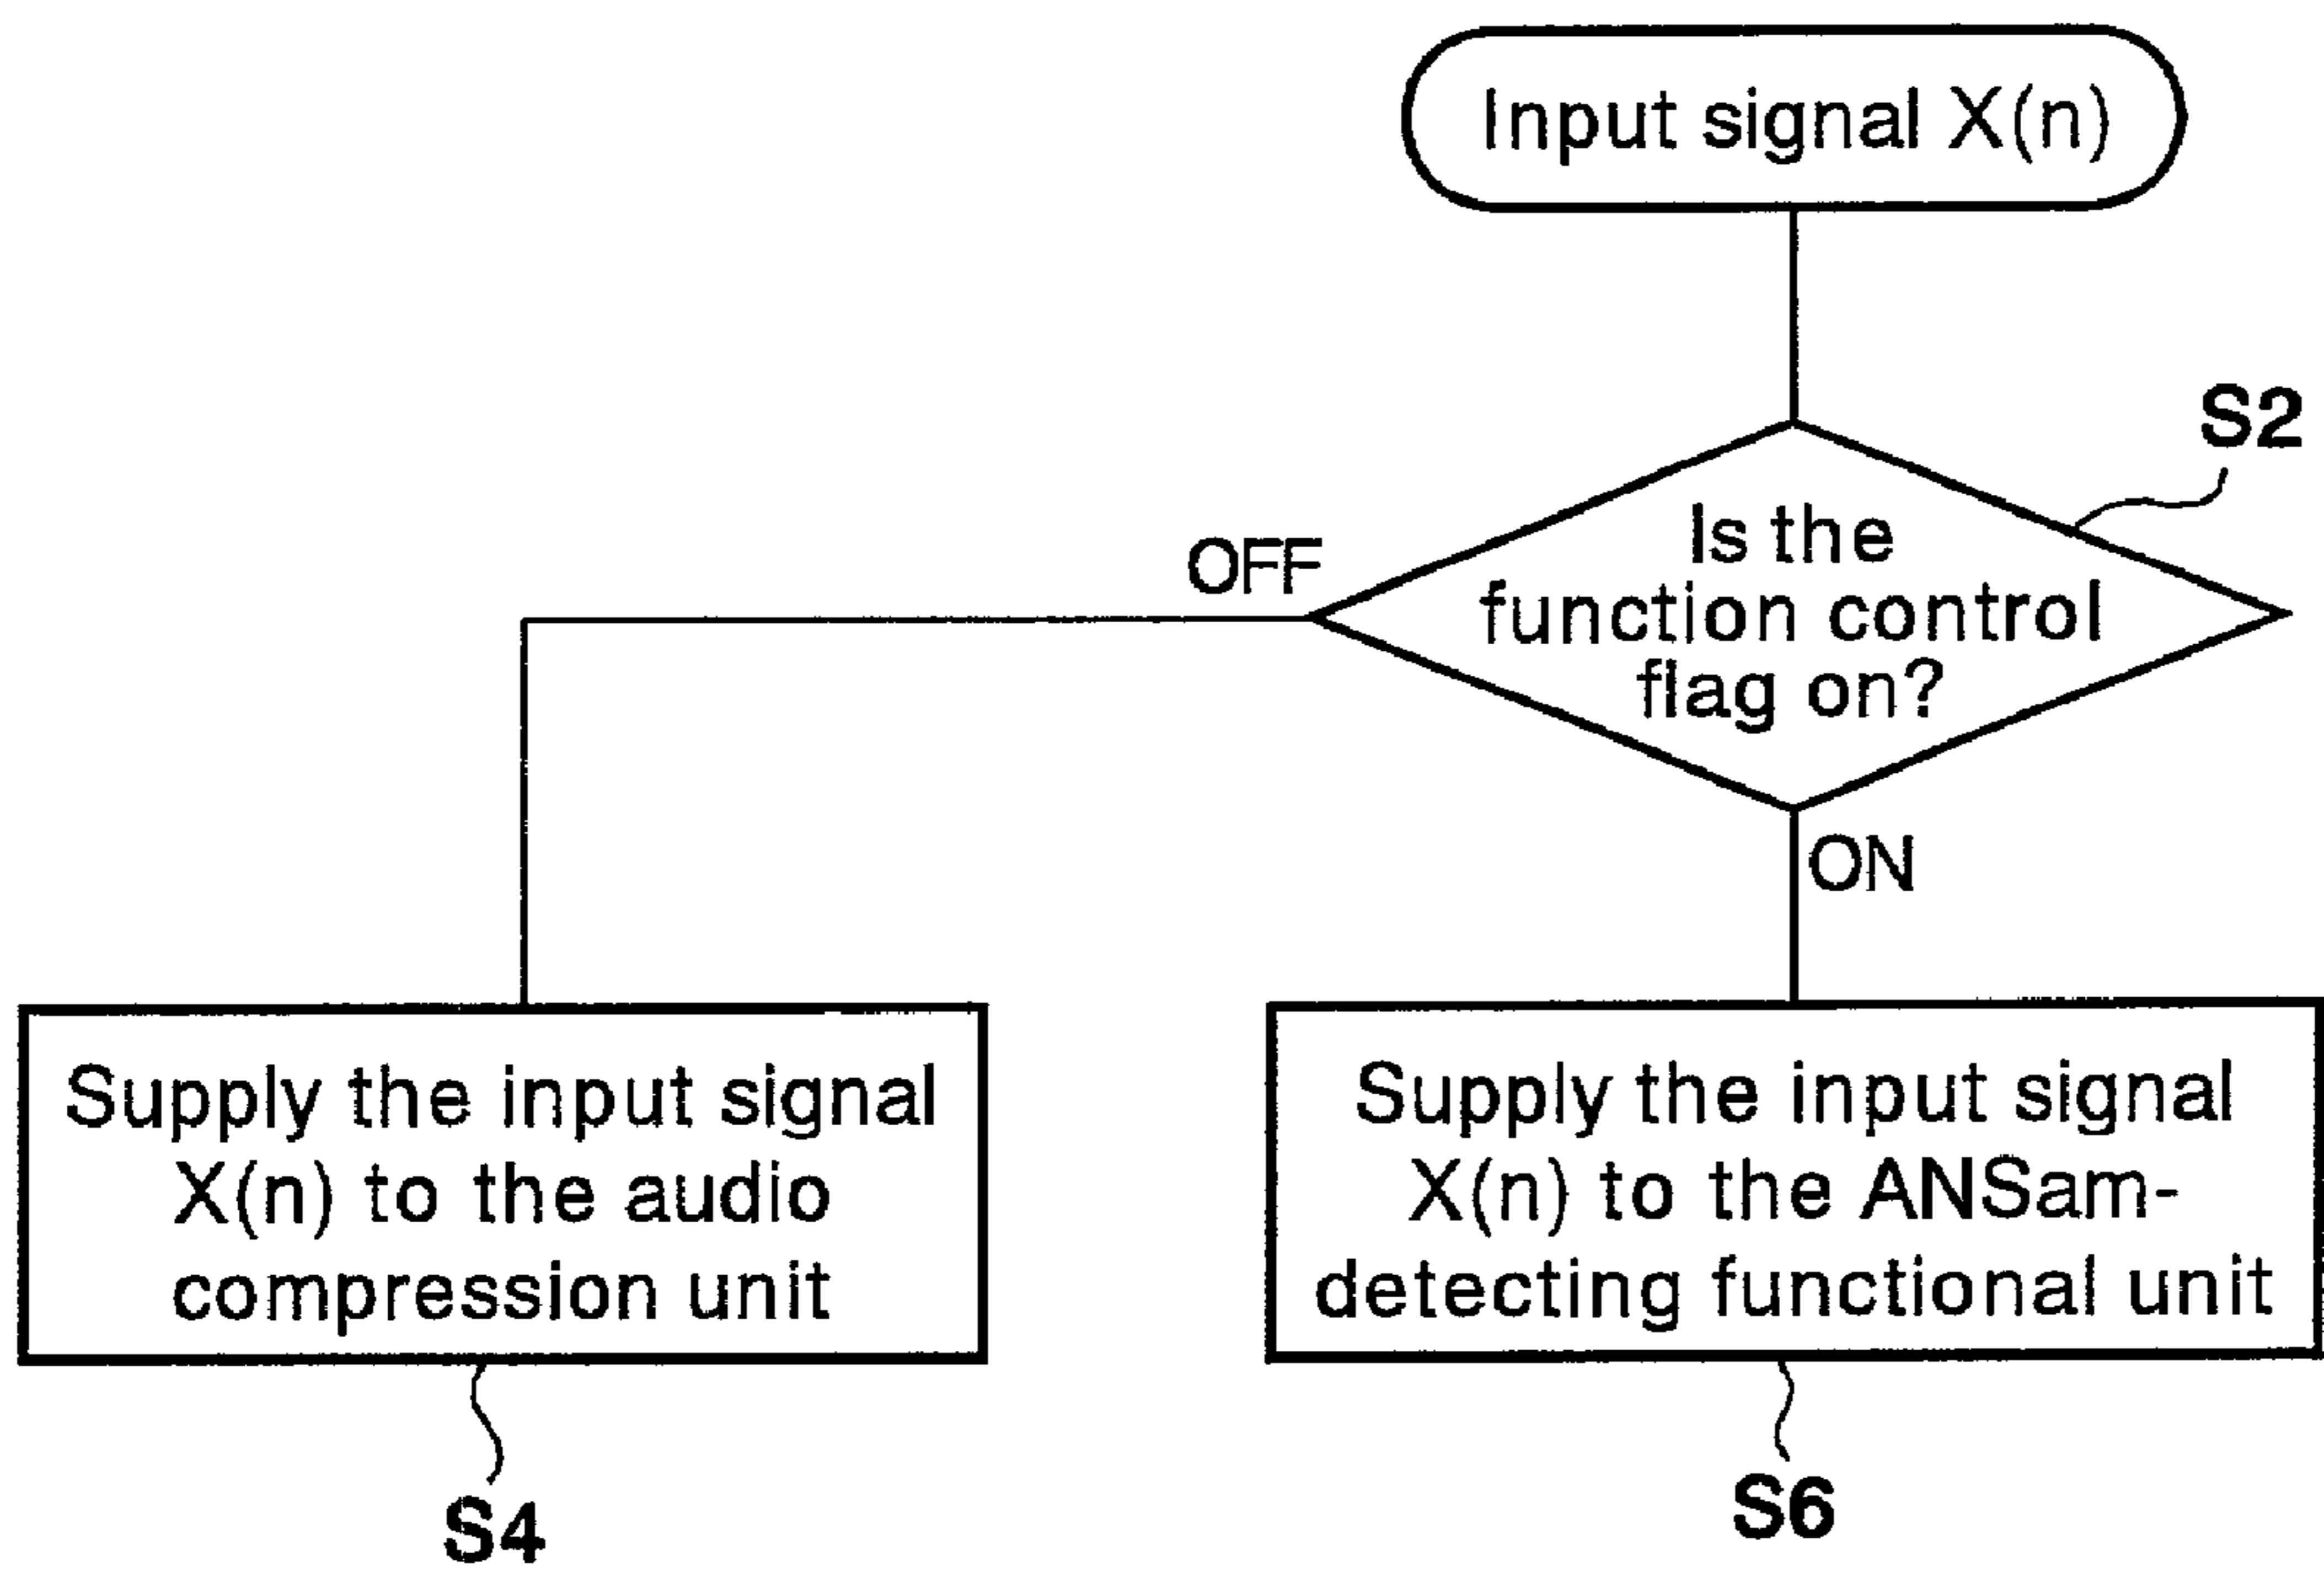 Input signal X(n)
S2
Is the
function control
flag on?
OFF
ON
Supply the input signal
X(n) to the audio
compression unit
S4
Supply the input signal
X(n) to the ANSam-
detecting functional unit
S6